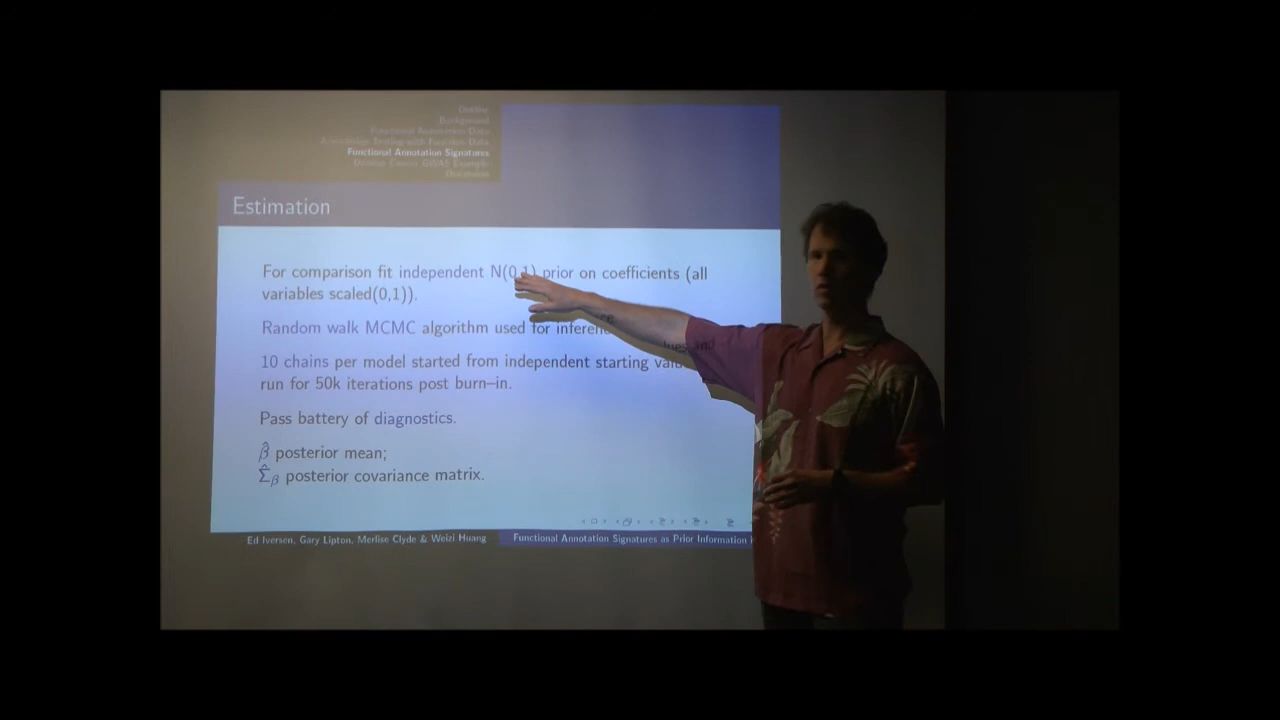 Outline
Background
Functional Annotation Data
Association Testing with Function Data
Functional Annotation Signatures
Ovarian Cancer GWAS Example
Discussion
Estimation
For comparison fit independent N(0,1) prior on coefficients (all
variables scaled(0,1)).
Random walk MCMC algorithm used for inference
10 chains per model started from independent starting values and
run for 50k iterations post burn–in.
Pass battery of diagnostics.
β̂ posterior mean;
Σ̂β posterior covariance matrix.
Ed Iversen, Gary Lipton, Merlise Clyde & Weizi Huang
Functional Annotation Signatures as Prior Information